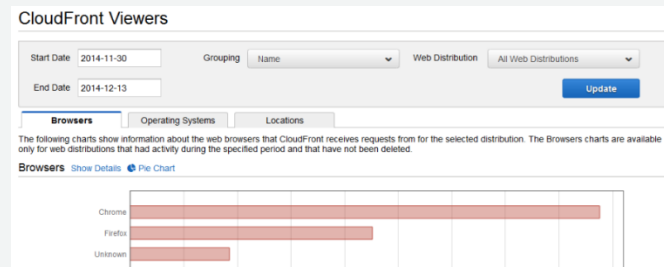 CloudFront Viewers
Start Date 2014-11-30 Grouping Name Web Distribution All Web Distributions
End Date 2014-12-13 Update
Browsers Operating Systems Locations
The following charts show information about the web browsers that CloudFront receives requests from for the selected distribution. The Browsers charts are available
only for web distributions that had activity during the specified period and that have not been deleted.
Browsers Show Details Pie Chart
Chrome
Firefox
Unknown